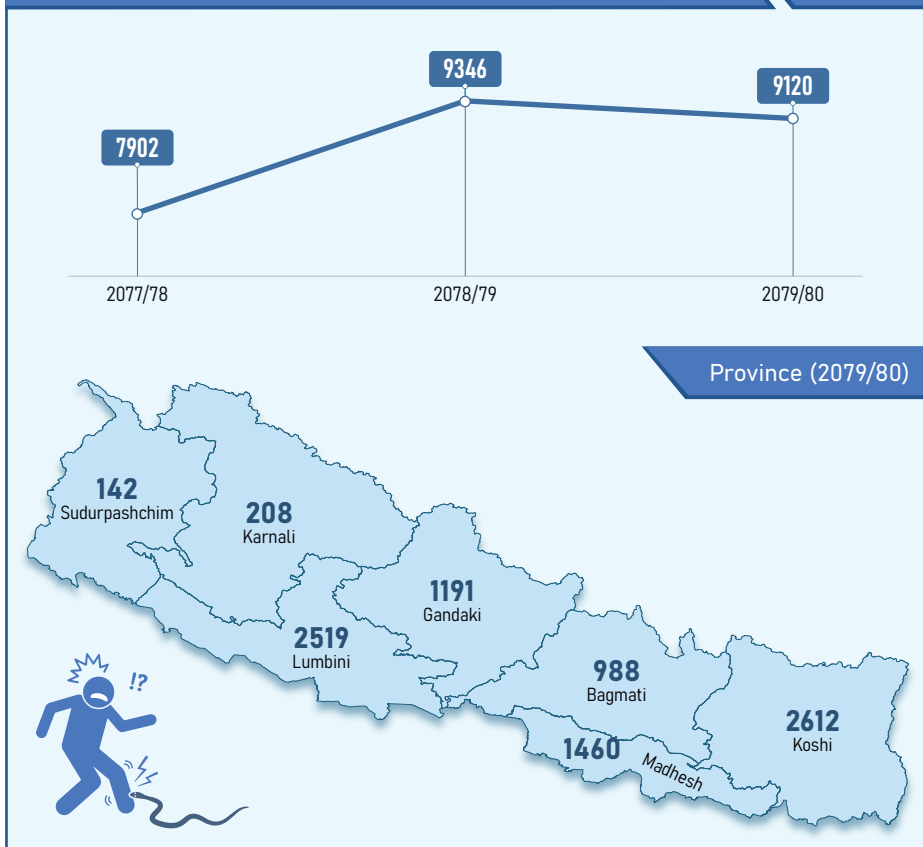 9346
9120
7902
2077/78 2078/79 2079/80
Province (2079/80)
142
Sudurpashchim
208
Karnali
1191
Gandaki
2519
Lumbini
988
Bagmati
2612
Koshi
1460
Madhesh
!?